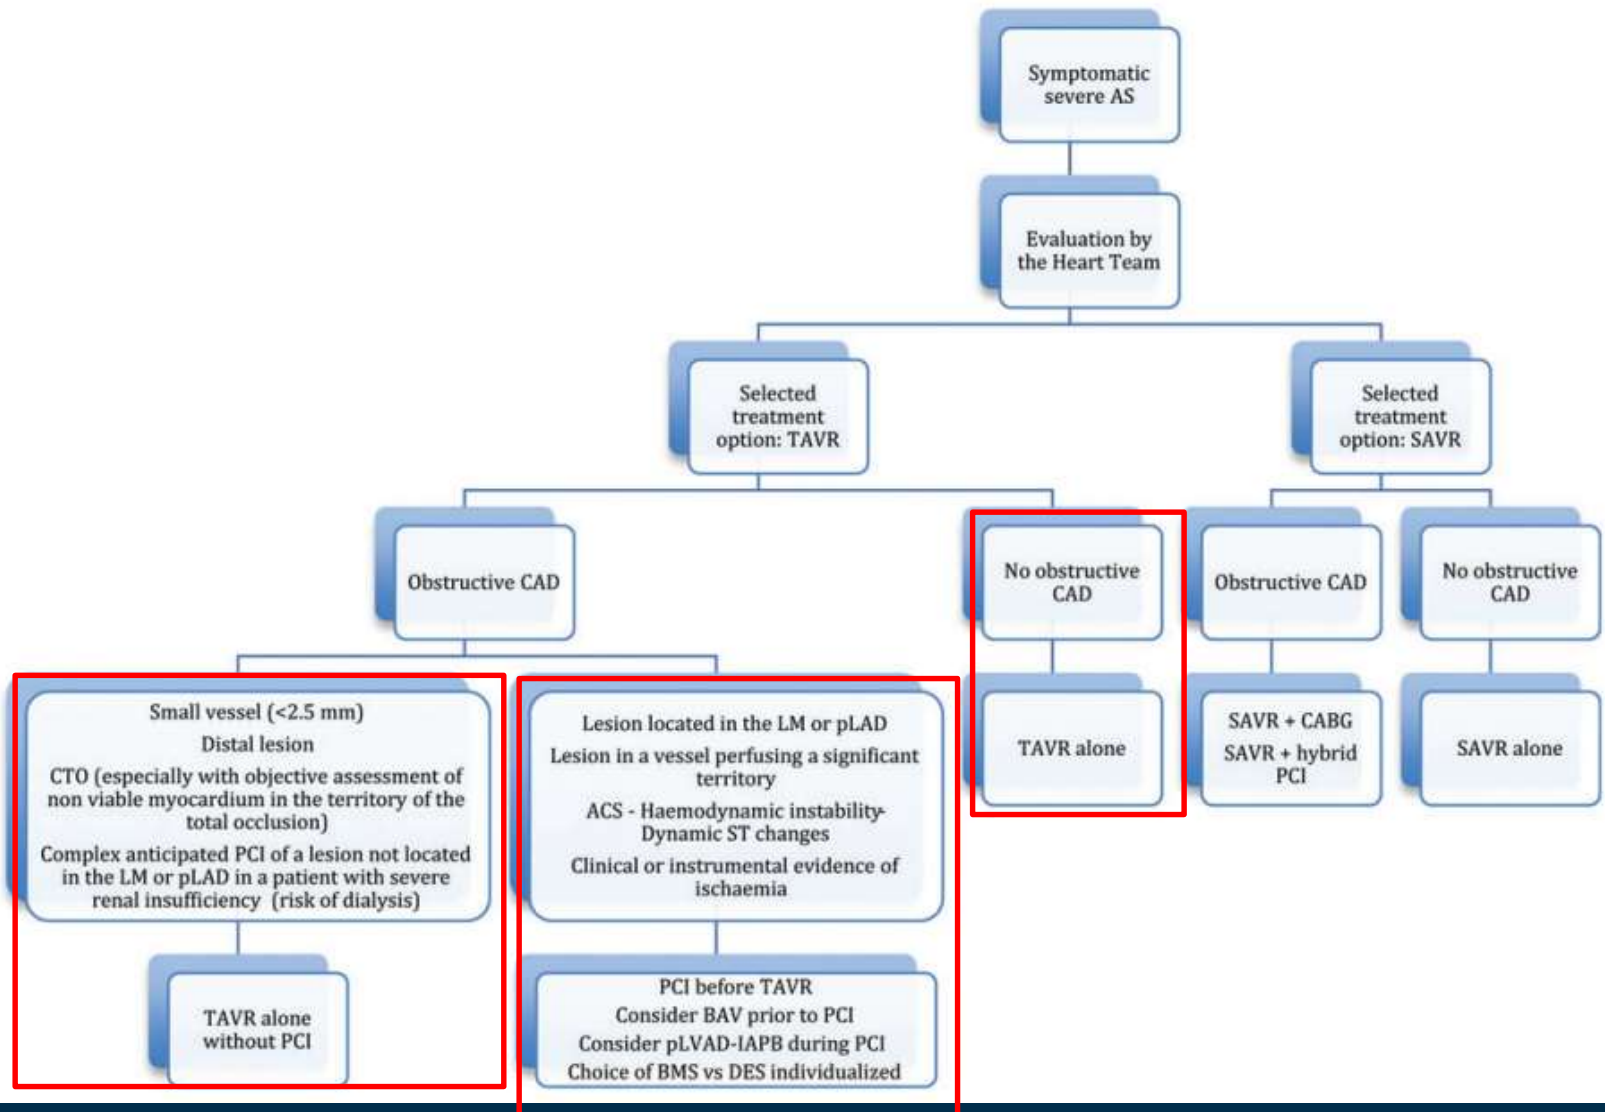 Symptomatic
severe AS
Evaluation by
the Heart Team
Selected
treatment
option: TAVR
Selected
treatment
option: SAVR
Obstructive CAD
No obstructive
CAD
Obstructive CAD
No obstructive
CAD
Small vessel (<2.5 mm)
Distal lesion
CTO (especially with objective assessment of
non viable myocardium in the territory of the
total occlusion)
Complex anticipated PCI of a lesion not located
in the LM or pLAD in a patient with severe
renal insufficiency (risk of dialysis)
Lesion located in the LM or pLAD
Lesion in a vessel perfusing a significant
territory
ACS - Haemodynamic instability-
Dynamic ST changes
Clinical or instrumental evidence of
ischaemia
TAVR alone
SAVR + CABG
SAVR + hybrid
PCI
SAVR alone
TAVR alone
without PCI
PCI before TAVR
Consider BAV prior to PCI
Consider pLVAD-IAPB during PCI
Choice of BMS vs DES individualized